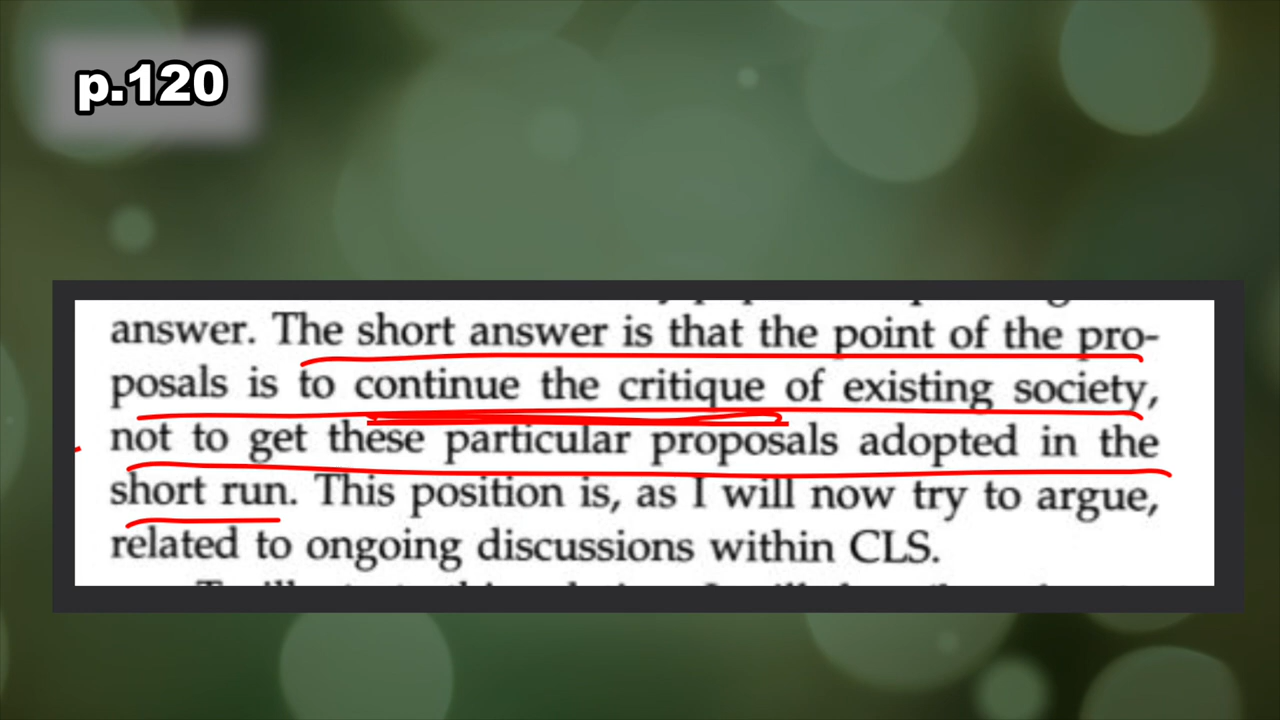 p.120
answer. The short answer is that the point of the pro-
posals is to continue the critique of existing society,
not to get these particular proposals adopted in the
short run. This position is, as I will now try to argue,
related to ongoing discussions within CLS.